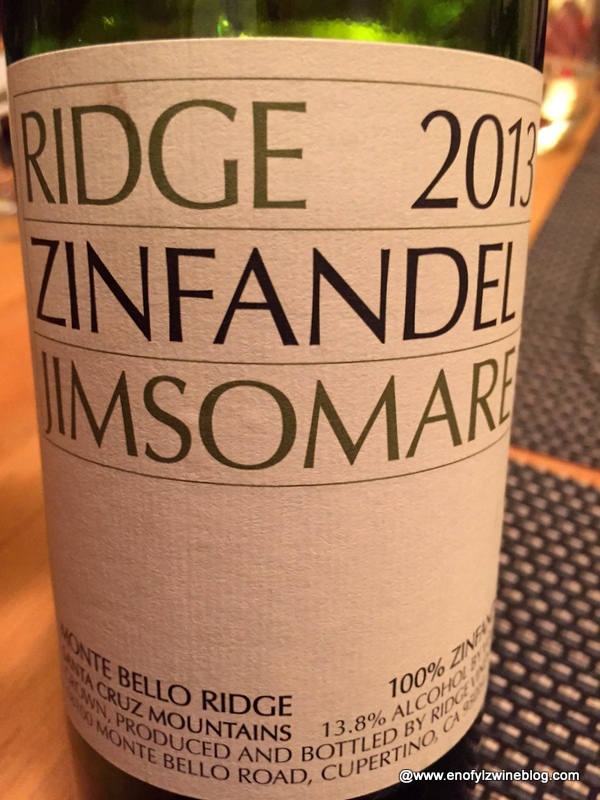 RIDGE 2013
ZINFANDEL
JIMSOMARE
MONTE BELLO RIDGE 100% ZINFAN
SANTA CRUZ MOUNTAINS 13.8% ALCOHOL BY
GROWN, PRODUCED AND BOTTLED BY RIDGE
MONTE BELLO ROAD, CUPERTINO, CA
@www.enofylzwineblog.com